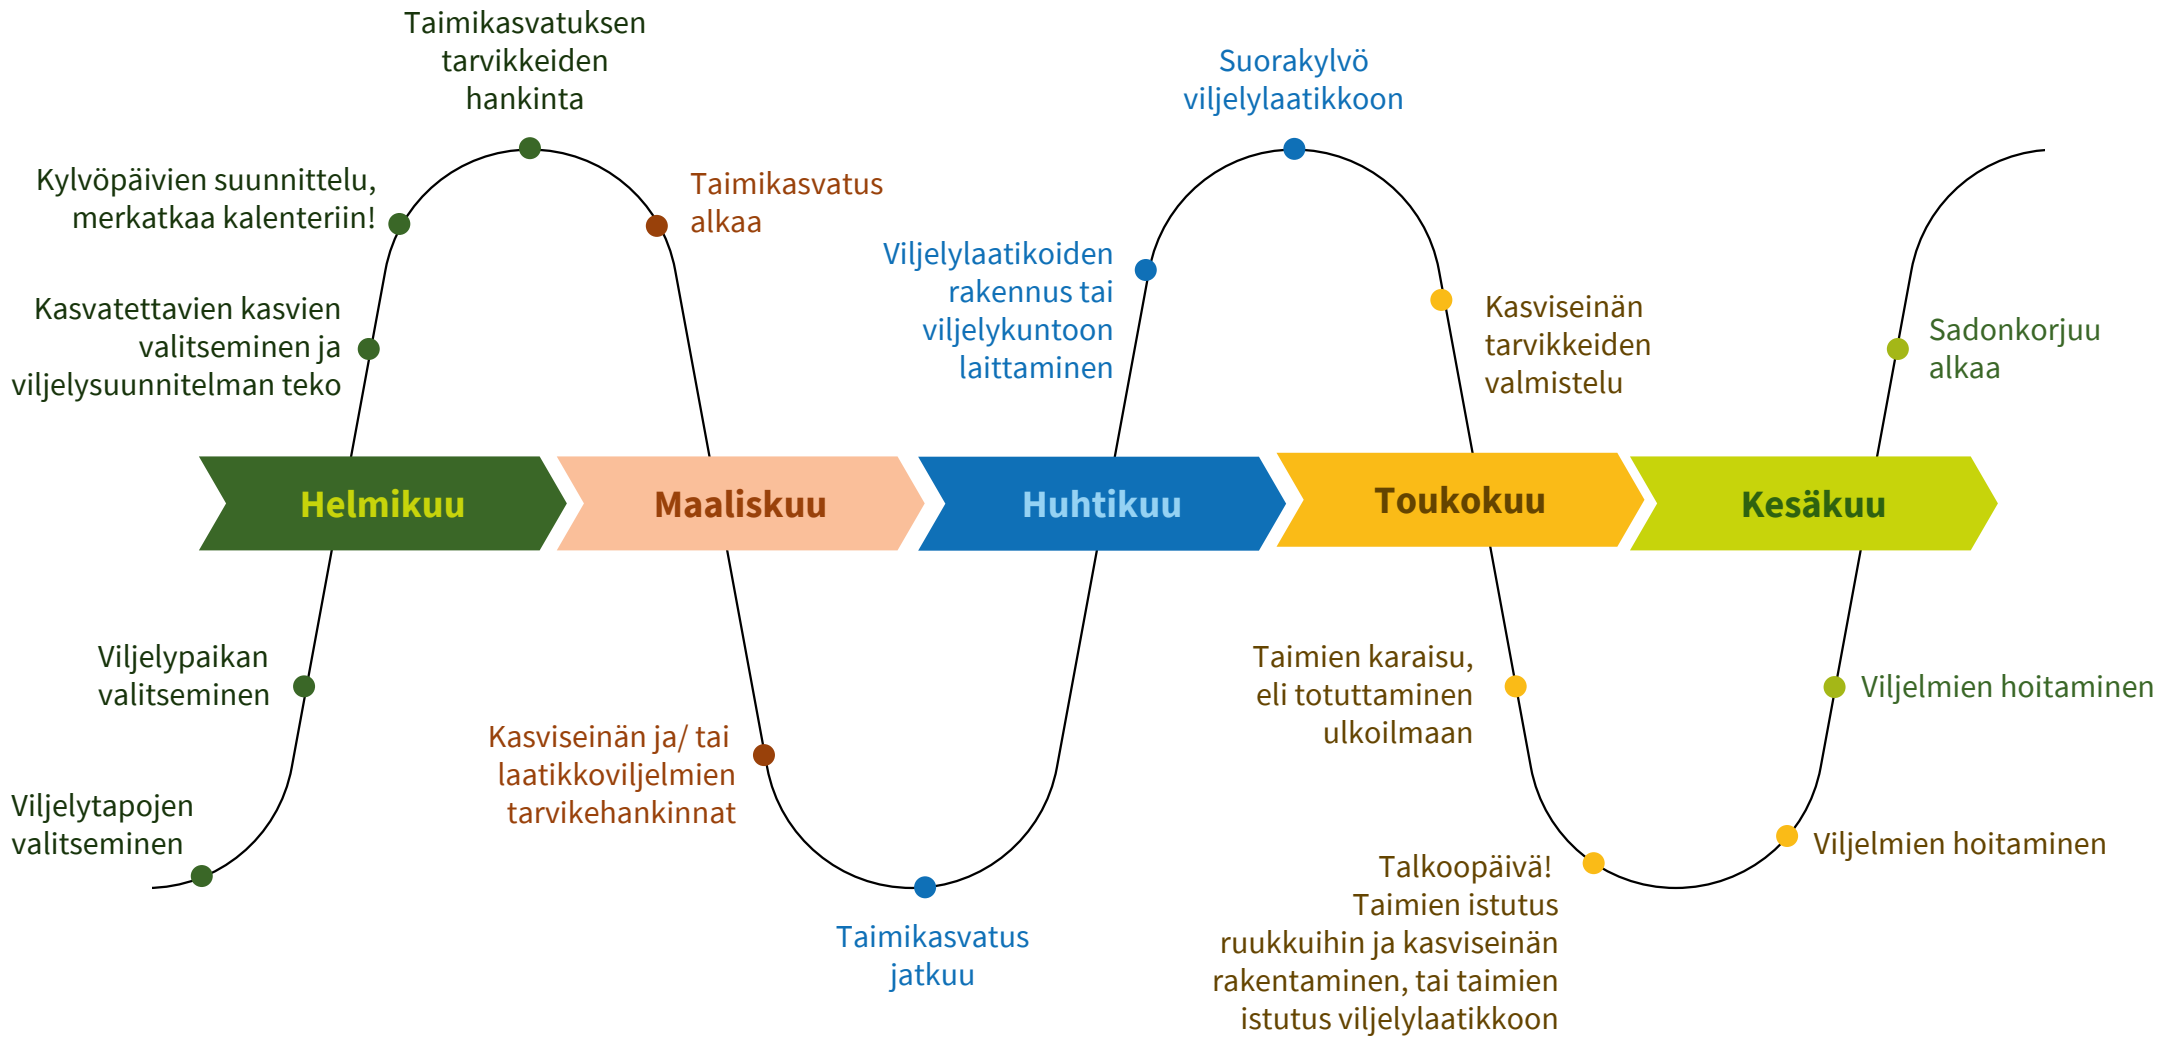 Taimikasvatuksen
tarvikkeiden
hankinta
Kylvöpäivien suunnittelu,
merkatkaa kalenteriin!
Kasvatettavien kasvien
valitseminen ja
viljelysuunnitelman teko
Taimikasvatus
alkaa
Suorakylvö
viljelylaatikkoon
Viljelylaatikoiden
rakennus tai
viljelykuntoon
laittaminen
Kasviseinän
tarvikkeiden
valmistelu
Sadonkorjuu
alkaa
Helmikuu
Maaliskuu
Huhtikuu
Toukokuu
Kesäkuu
Viljelypaikan
valitseminen
Viljelytapojen
valitseminen
Kasviseinän ja/ tai
laatikkoviljelmien
tarvikehankinnat
Taimikasvatus
jatkuu
Taimien karaisu,
eli totuttaminen
ulkoilmaan
Talkoopäivä!
Taimien istutus
ruukkuihin ja kasviseinän
rakentaminen, tai taimien
istutus viljelylaatikkoon
Viljelmien hoitaminen
Viljelmien hoitaminen